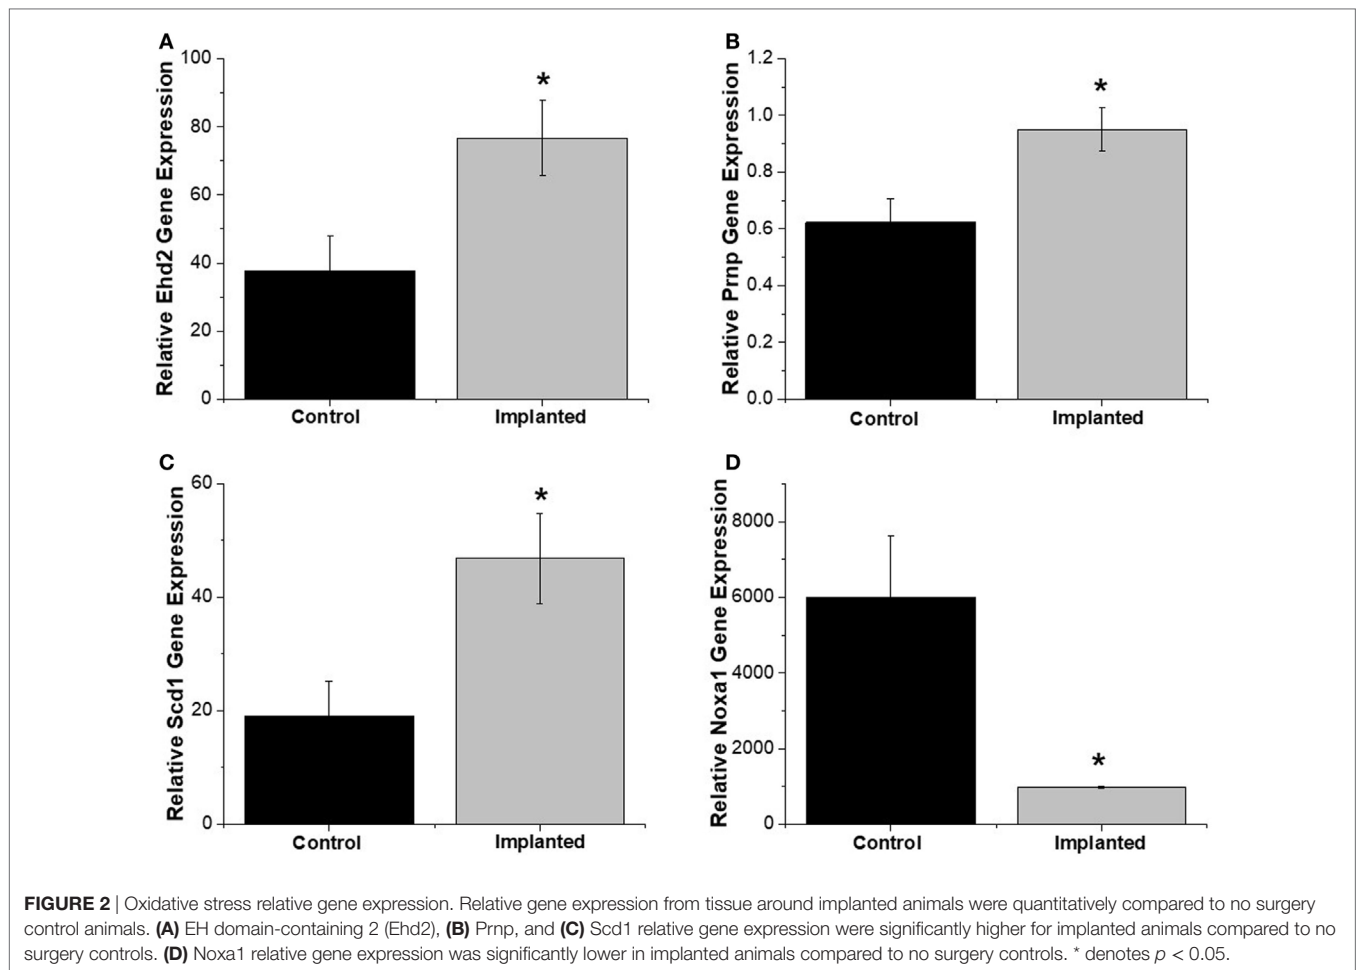 A
Relative Ehd2 Gene Expression
100
80
60
40
20
0
*
Control
Implanted
B
Relative Prnp Gene Expression
1.2
1.0
0.8
0.6
0.4
0.2
0.0
*
Control
Implanted
C
Relative Scd1 Gene Expression
60
40
20
0
*
Control
Implanted
D
Relative Noxa1 Gene Expression
8000
6000
4000
2000
0
*
Control
Implanted
FIGURE 2 | Oxidative stress relative gene expression. Relative gene expression from tissue around implanted animals were quantitatively compared to no surgery
control animals. (A) EH domain-containing 2 (Ehd2), (B) Prnp, and (C) Scd1 relative gene expression were significantly higher for implanted animals compared to no
surgery controls. (D) Noxa1 relative gene expression was significantly lower in implanted animals compared to no surgery controls. * denotes p < 0.05.